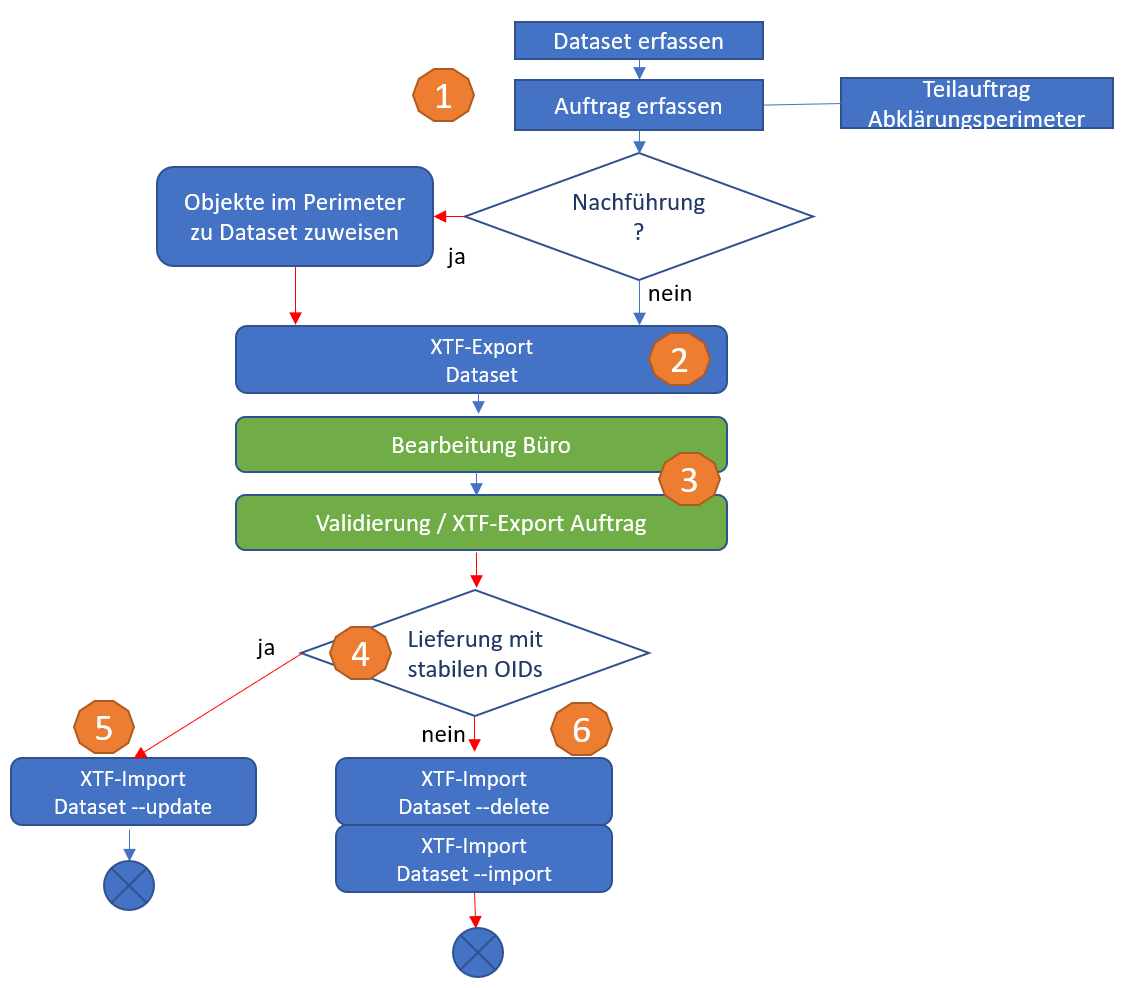 Dataset erfassen
1
Auftrag erfassen
Teilauftrag
Abklärungsperimeter
Nachführung
?
Objekte im Perimeter
zu Dataset zuweisen
ja
nein
XTF-Export
Dataset
2
Bearbeitung Büro
3
Validierung / XTF-Export Auftrag
Lieferung mit
stabilen OIDs
4
ja
nein
5
6
XTF-Import
Dataset --update
XTF-Import
Dataset --delete
XTF-Import
Dataset --import